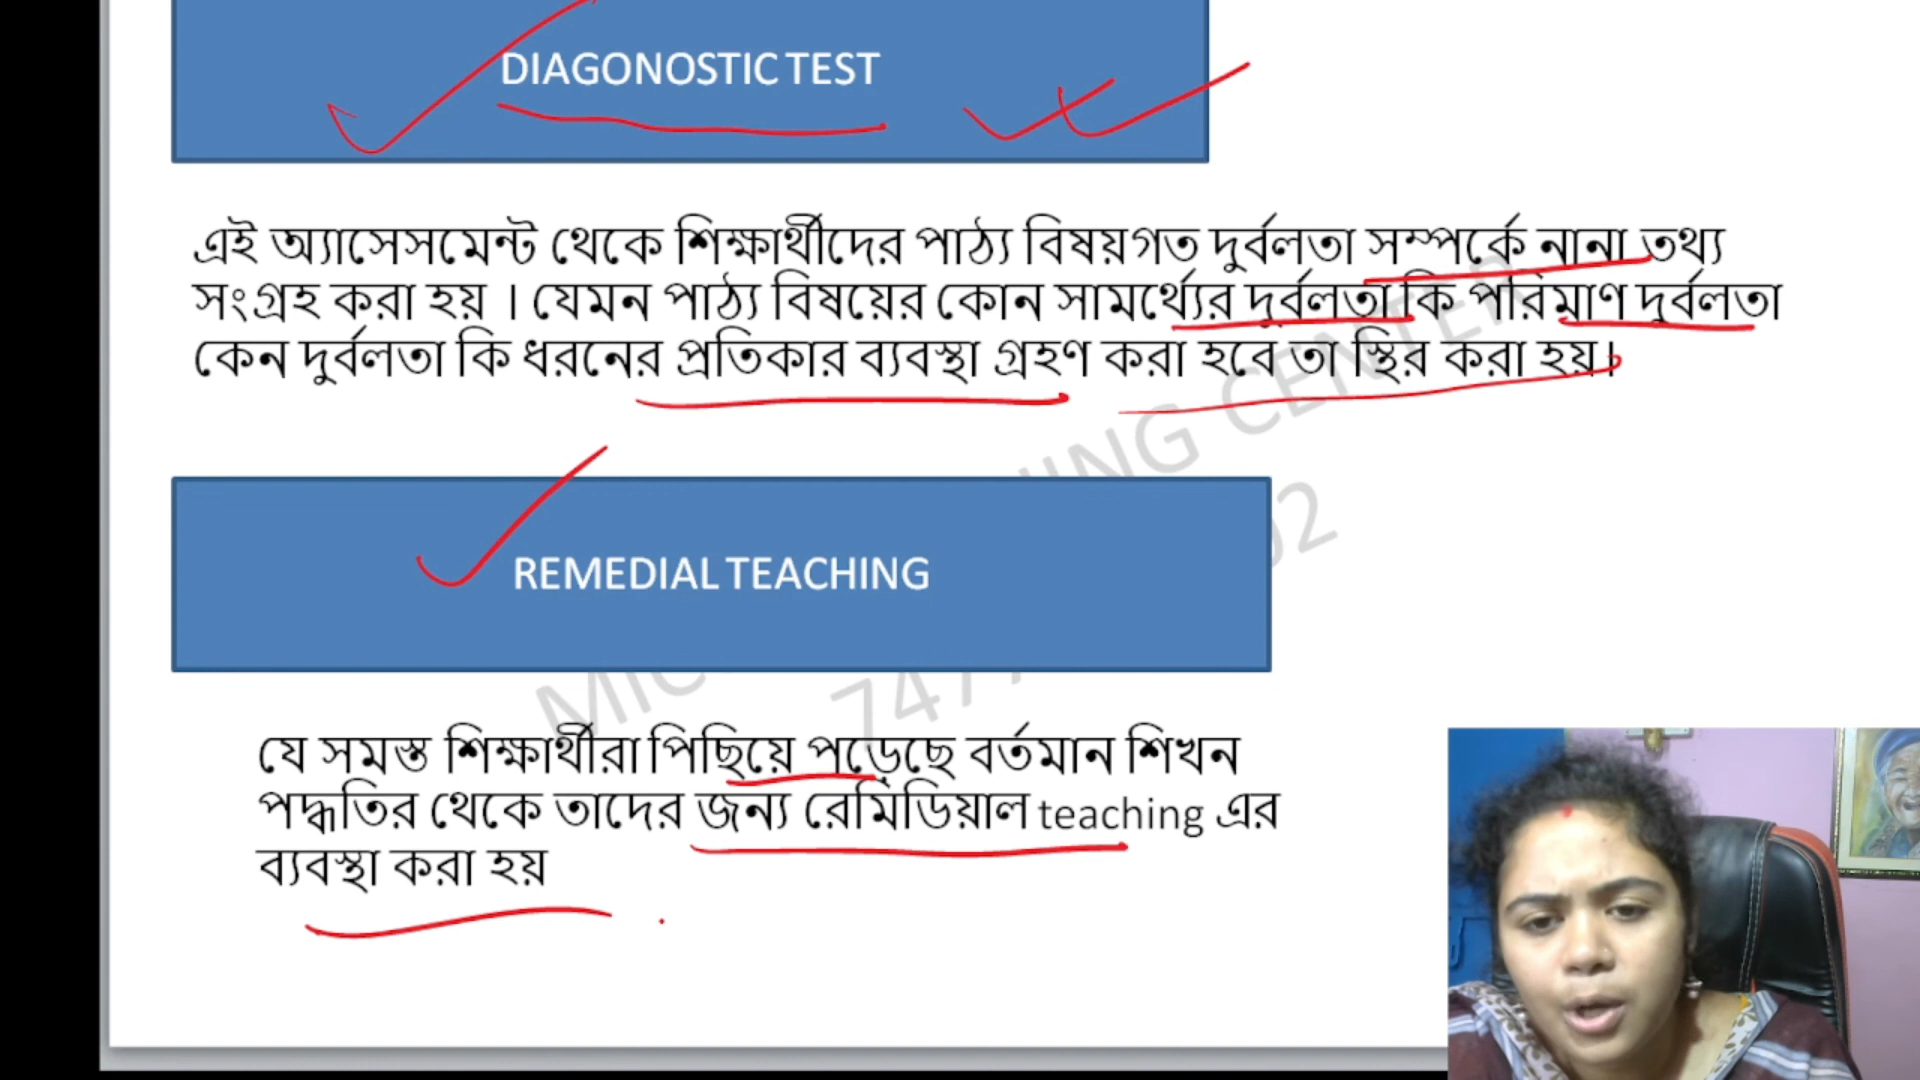 DIAGONOSTIC TEST
এই অ্যাসেসমেন্ট থেকে শিক্ষার্থীদের পাঠ্য বিষয়গত দুর্বলতা সম্পর্কে নানা তথ্য
সংগ্রহ করা হয় । যেমন পাঠ্য বিষয়ের কোন সামর্থ্যের দুর্বলতা কি পরিমাণ দুর্বলতা
কেন দুর্বলতা কি ধরনের প্রতিকার ব্যবস্থা গ্রহণ করা হবে তা স্থির করা হয়।
CENTER
REMEDIAL TEACHING
যে সমস্ত শিক্ষার্থীরা পিছিয়ে পড়েছে বর্তমান শিখন
পদ্ধতির থেকে তাদের জন্য রেমিডিয়াল teaching এর
ব্যবস্থা করা হয়